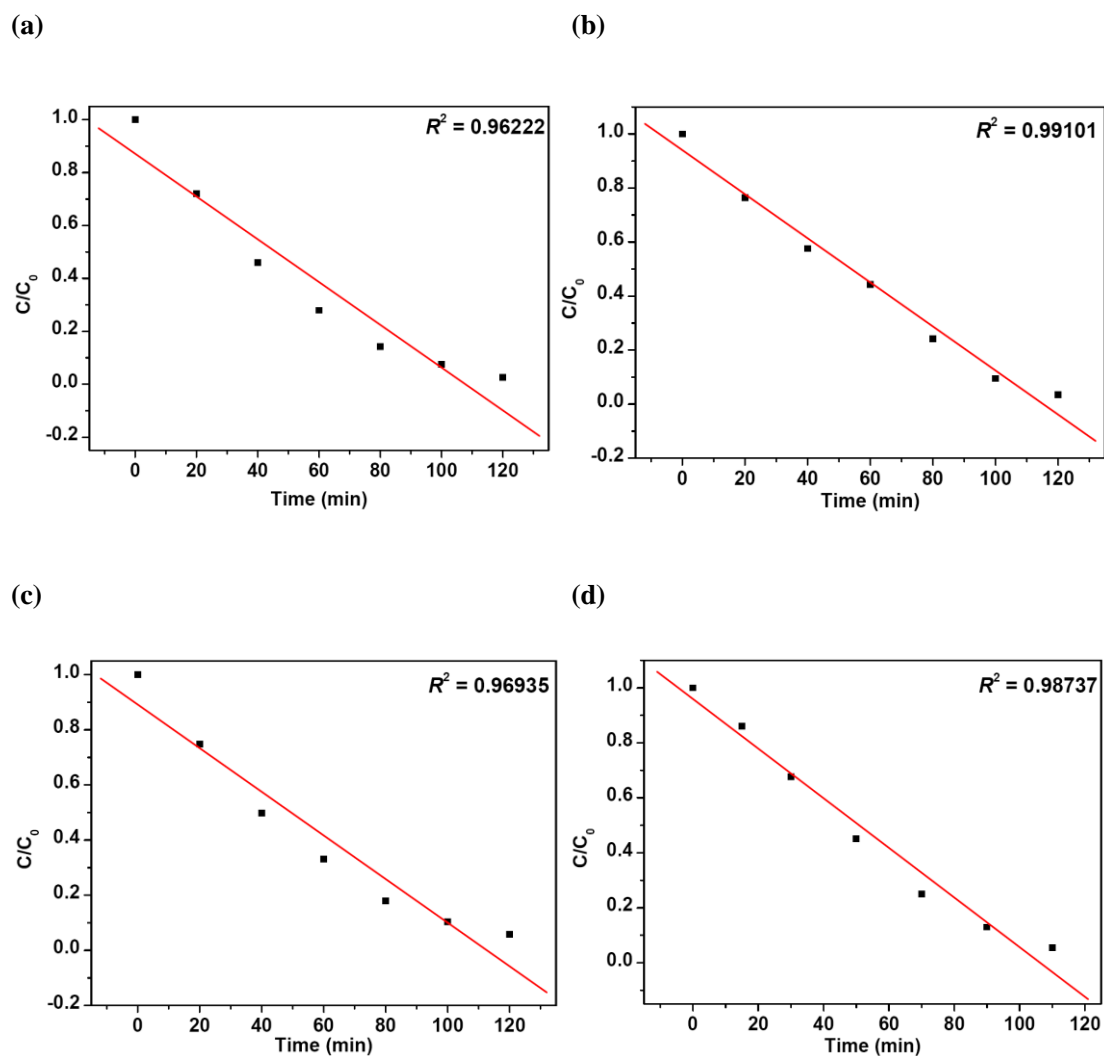 (a)
R² = 0.96222
1.0
0.8
0.6
0.4
0.2
0.0
-0.2
C/C₀
0 20 40 60 80 100 120
Time (min)
(b)
R² = 0.99101
1.0
0.8
0.6
0.4
0.2
0.0
-0.2
C/C₀
0 20 40 60 80 100 120
Time (min)
(c)
R² = 0.96935
1.0
0.8
0.6
0.4
0.2
0.0
-0.2
C/C₀
0 20 40 60 80 100 120
Time (min)
(d)
R² = 0.98737
1.0
0.8
0.6
0.4
0.2
0.0
C/C₀
0 20 40 60 80 100 120
Time (min)